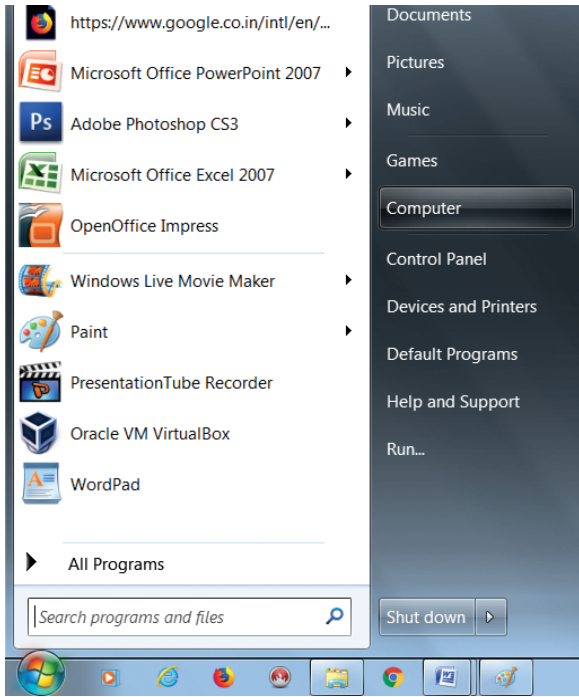 https://www.google.co.in/intl/en/...
Microsoft Office PowerPoint 2007
Ps
Adobe Photoshop CS3
Microsoft Office Excel 2007
OpenOffice Impress
Windows Live Movie Maker
Paint
PresentationTube Recorder
Oracle VM VirtualBox
WordPad
All Programs
Search programs and files
Documents
Pictures
Music
Games
Computer
Control Panel
Devices and Printers
Default Programs
Help and Support
Run...
Shut down